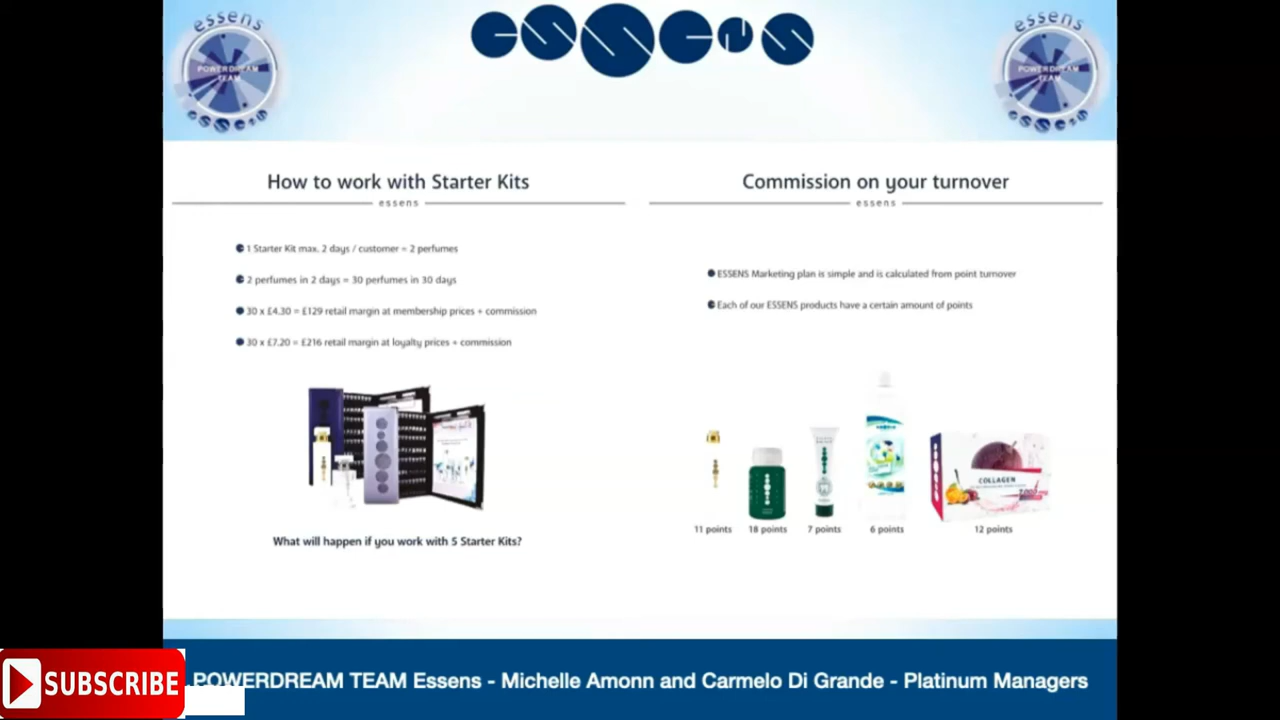 essens
POWERDREAM
TEAM
essens
essens
essens
POWERDREAM
TEAM
essens
How to work with Starter Kits
essens
1 Starter Kit max. 2 days / customer = 2 perfumes
2 perfumes in 2 days = 30 perfumes in 30 days
30 x £4.30 = £129 retail margin at membership prices + commission
30 x £7.20 = £216 retail margin at loyalty prices + commission
What will happen if you work with 5 Starter Kits?
Commission on your turnover
essens
ESSENS Marketing plan is simple and is calculated from point turnover
Each of our ESSENS products have a certain amount of points
COLLAGEN
11 points
18 points
7 points
6 points
12 points
SUBSCRIBE
POWERDREAM TEAM Essens - Michelle Amonn and Carmelo Di Grande - Platinum Managers